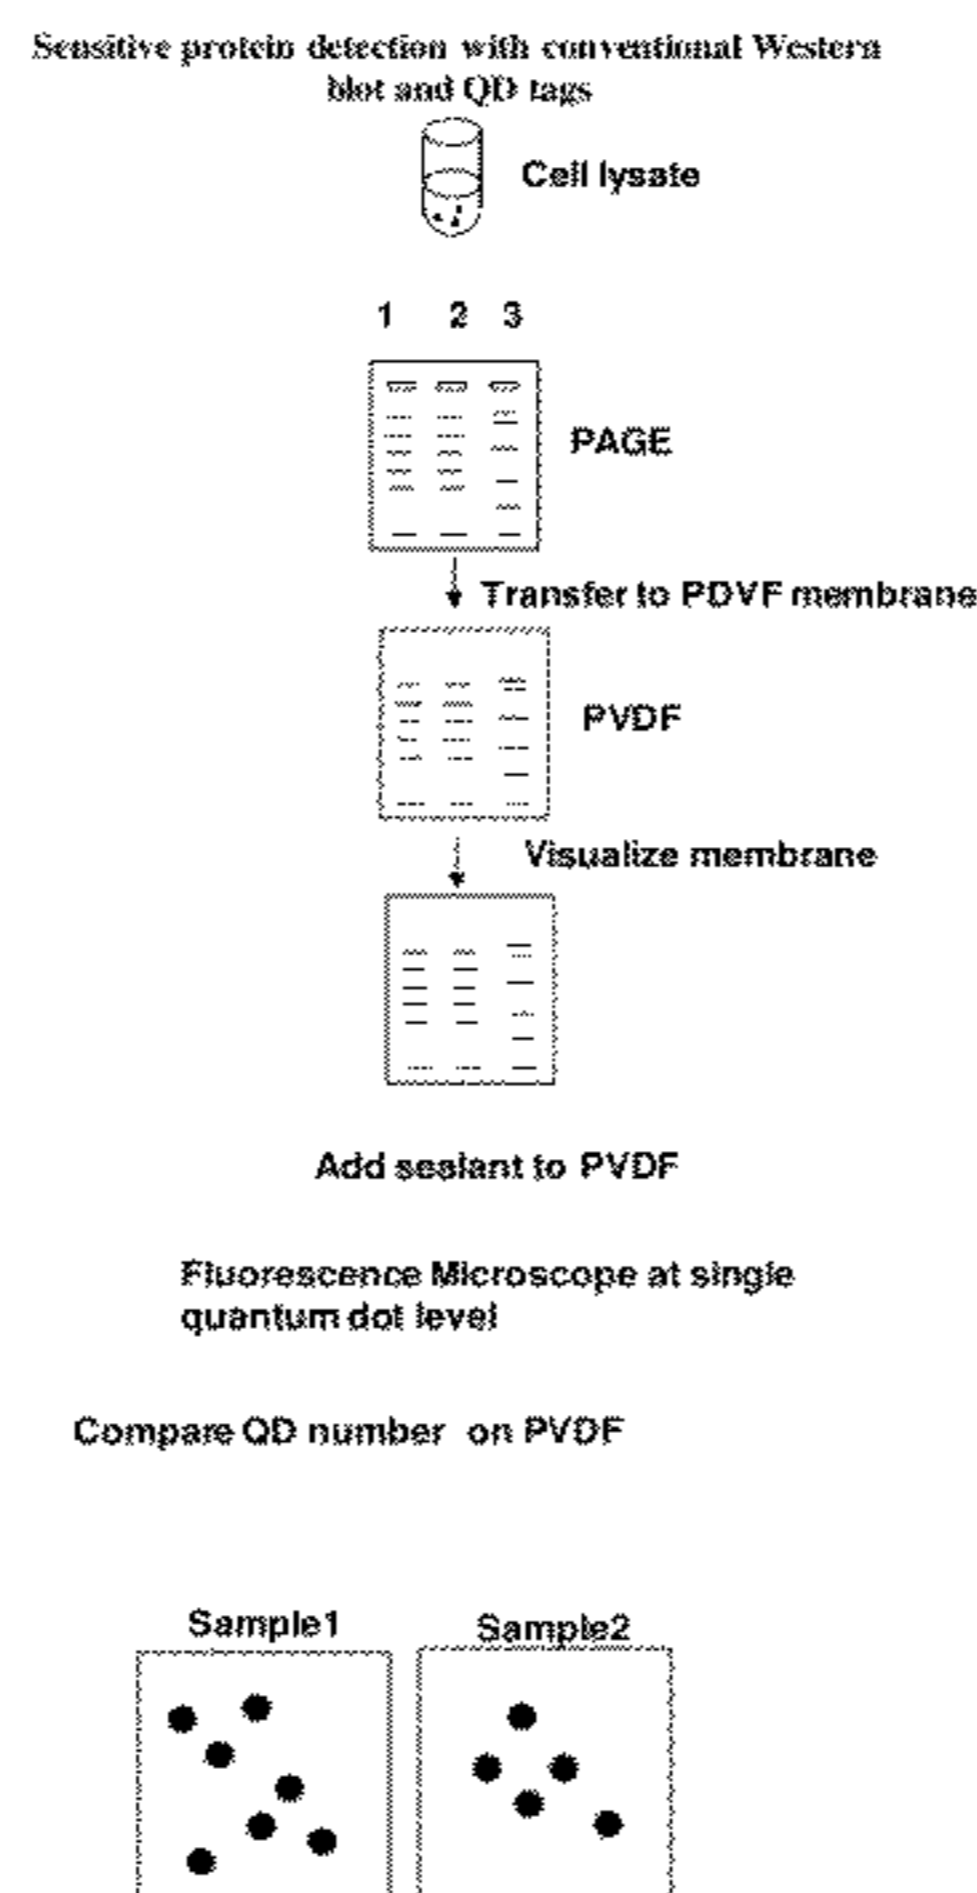 Sensitive protein detection with conventional Western
blot and QD tags
Cell lysate
1 2 3
PAGE
Transfer to PDVF membrane
PVDF
Visualize membrane
Add sealant to PVDF
Fluorescence Microscope at single
quantum dot level
Compare QD number on PVDF
Sample1 Sample2